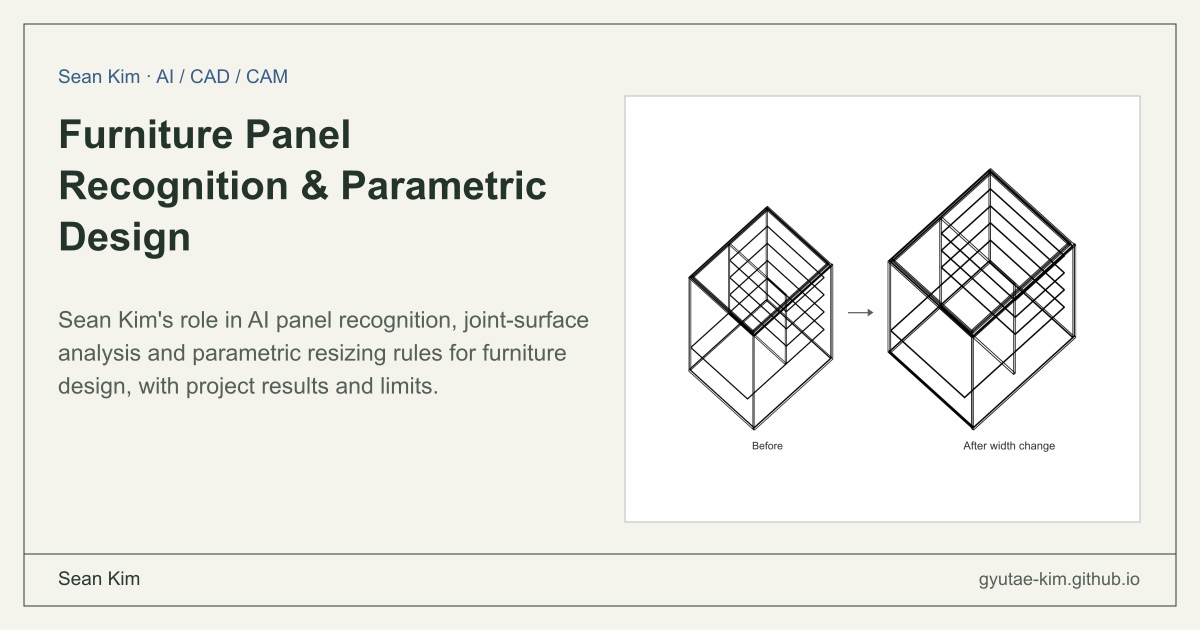 Sean Kim · AI / CAD / CAM
Furniture Panel
Recognition & Parametric
Design
Sean Kim's role in AI panel recognition, joint-surface
analysis and parametric resizing rules for furniture
design, with project results and limits.
Before
After width change
Sean Kim
gyutae-kim.github.io